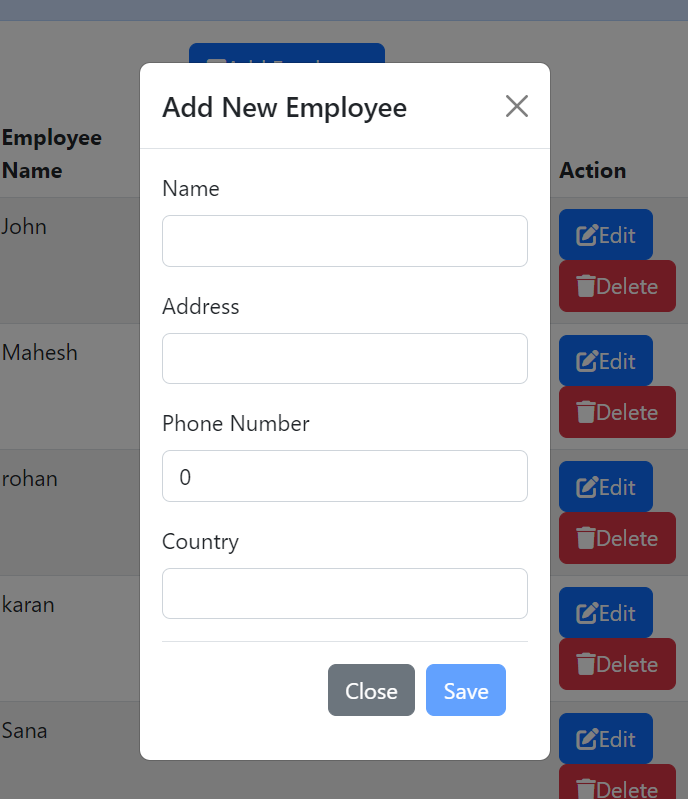 Add New Employee
Employee
Name
Action
Name
John
Edit
Delete
Address
Mahesh
Edit
Delete
Phone Number
0
rohan
Edit
Delete
Country
karan
Edit
Delete
Close
Save
Sana
Edit
Delete